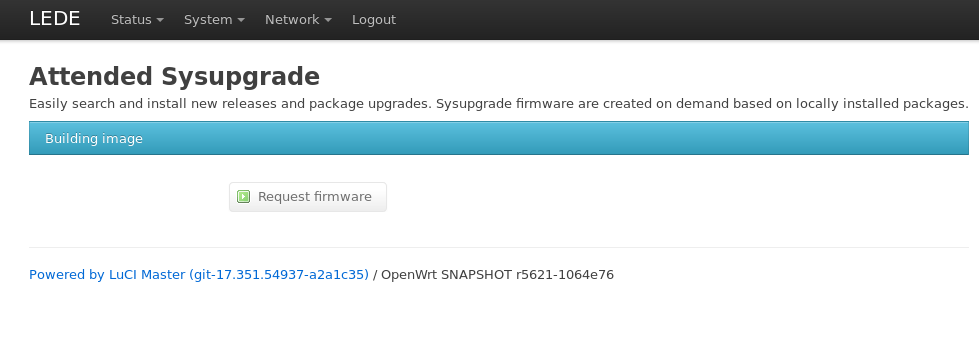 LEDE Status System Network Logout
Attended Sysupgrade
Easily search and install new releases and package upgrades. Sysupgrade firmware are created on demand based on locally installed packages.
Building image
Request firmware
Powered by LuCI Master (git-17.351.54937-a2a1c35) / OpenWrt SNAPSHOT r5621-1064e76